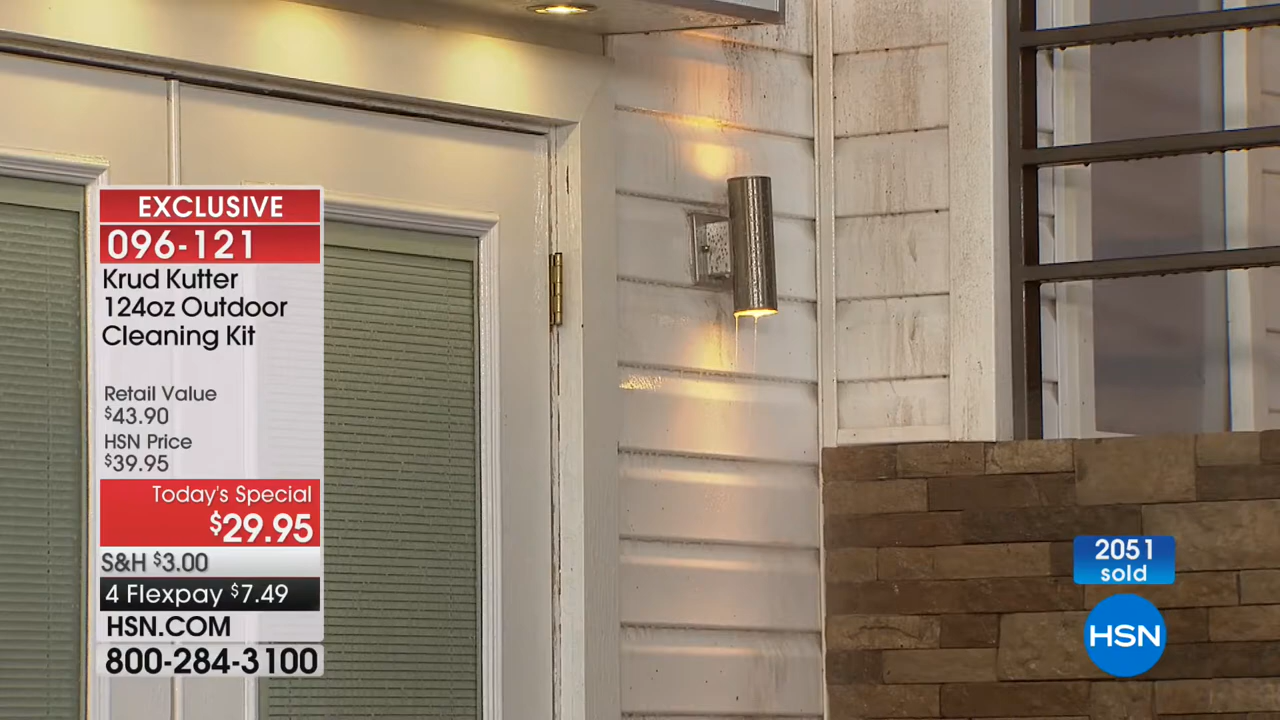 EXCLUSIVE
096-121
Krud Kutter
124oz Outdoor
Cleaning Kit
Retail Value
$43.90
HSN Price
$39.95
Today's Special
$29.95
S&H $3.00
4 Flexpay $7.49
HSN.COM
800-284-3100
2051
sold
HSN